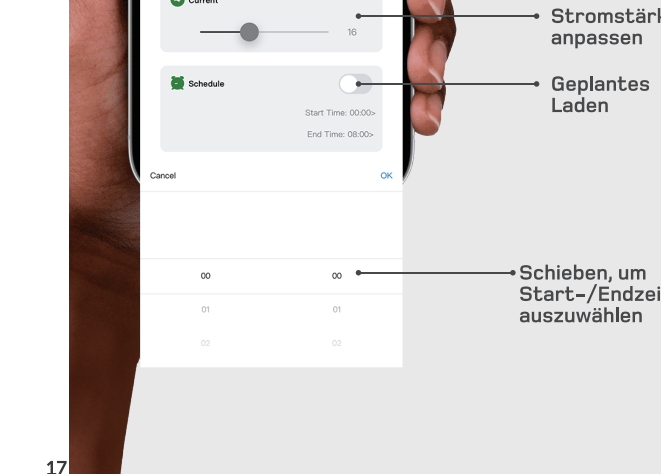 Current
16
Stromstärk
anpassen
Schedule
Geplantes
Laden
Start Time: 00:00>
End Time: 08:00>
Cancel
OK
00 00
Schieben, um
Start-/Endzei
auszuwählen
01 01
02 02
17